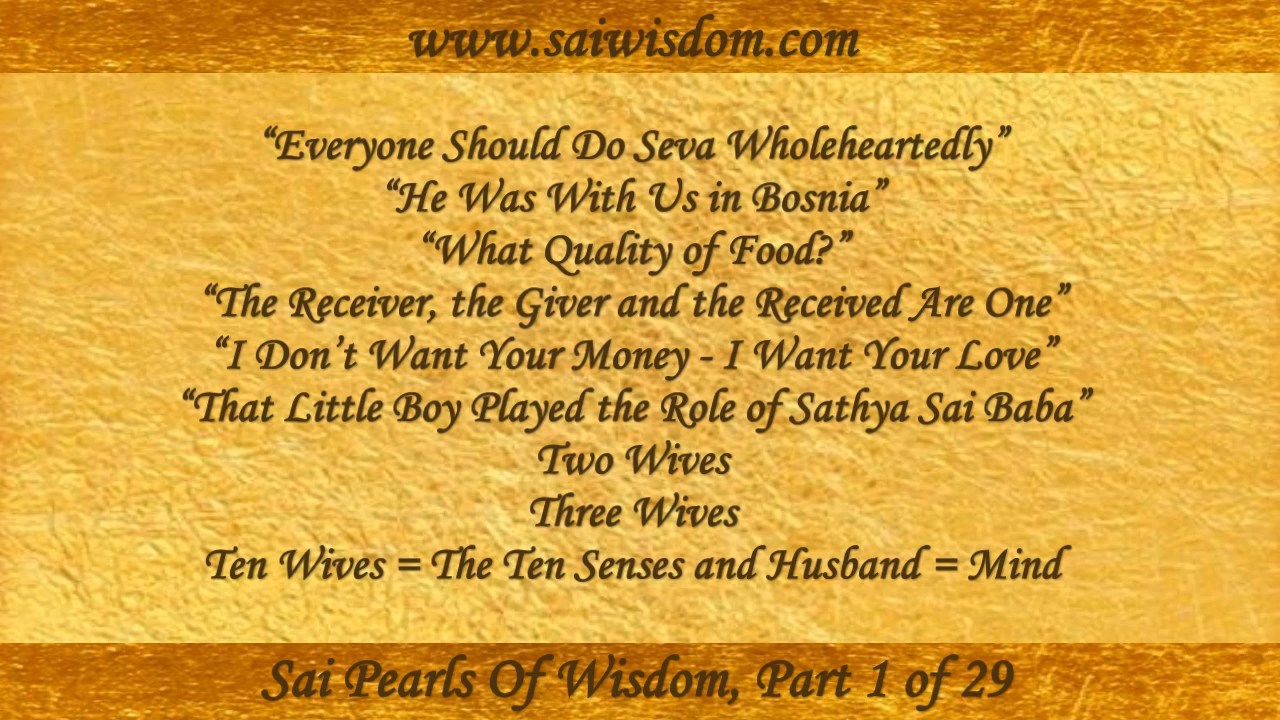 www.saiwisdom.com
“Everyone Should Do Seva Wholeheartedly”
“He Was With Us in Bosnia”
“What Quality of Food?”
“The Receiver, the Giver and the Received Are One”
“I Don’t Want Your Money - I Want Your Love”
“That Little Boy Played the Role of Sathya Sai Baba”
Two Wives
Three Wives
Ten Wives = The Ten Senses and Husband = Mind
Sai Pearls Of Wisdom, Part 1 of 29